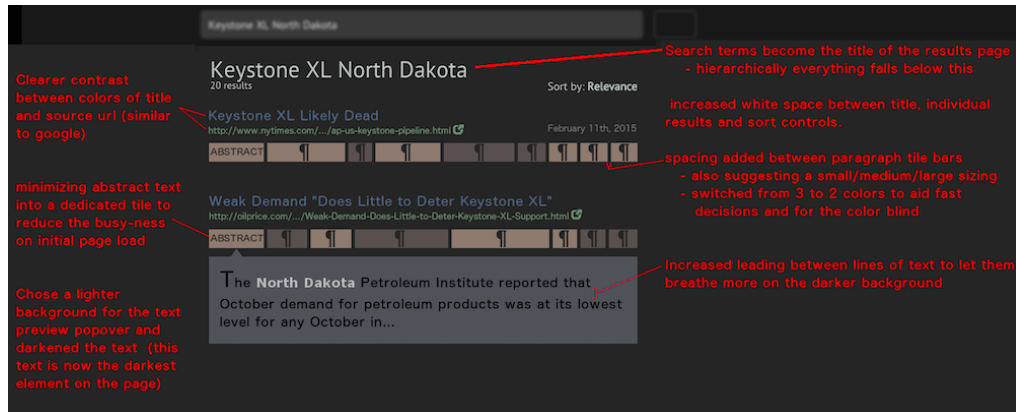 Keystone XL North Dakota
Keystone XL North Dakota
20 results
Sort by: Relevance
Keystone XL Likely Dead
http://www.nytimes.com/.../ap-us-keystone-pipeline.html
February 11th, 2015
ABSTRACT ¶ ¶ ¶ ¶ ¶ ¶ ¶ ¶
Weak Demand "Does Little to Deter Keystone XL"
http://oilprice.com/.../Weak-Demand-Does-Little-to-Deter-Keystone-XL-Support.html
ABSTRACT ¶ ¶ ¶ ¶ ¶ ¶ ¶
The North Dakota Petroleum Institute reported that
October demand for petroleum products was at its lowest
level for any October in...
Clearer contrast
between colors of title
and source url (similar
to google)
minimizing abstract text
into a dedicated tile to
reduce the busy-ness
on initial page load
Chose a lighter
background for the text
preview popover and
darkened the text (this
text is now the darkest
element on the page)
Search terms become the title of the results page
- hierarchically everything falls below this
increased white space between title, individual
results and sort controls.
spacing added between paragraph tile bars
- also suggesting a small/medium/large sizing
- switched from 3 to 2 colors to aid fast
decisions and for the color blind
Increased leading between lines of text to let them
breathe more on the darker background